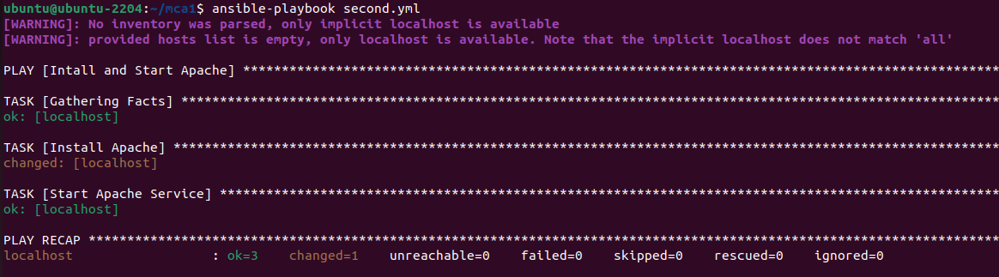 ubuntu@ubuntu-2204:~/mca1$ ansible-playbook second.yml
[WARNING]: No inventory was parsed, only implicit localhost is available
[WARNING]: provided hosts list is empty, only localhost is available. Note that the implicit localhost does not match 'all'
PLAY [Intall and Start Apache] **************************************************************************************************
TASK [Gathering Facts] **********************************************************************************************************
ok: [localhost]
TASK [Install Apache] ***********************************************************************************************************
changed: [localhost]
TASK [Start Apache Service] *****************************************************************************************************
ok: [localhost]
PLAY RECAP **********************************************************************************************************************
localhost                  : ok=3    changed=1    unreachable=0    failed=0    skipped=0    rescued=0    ignored=0